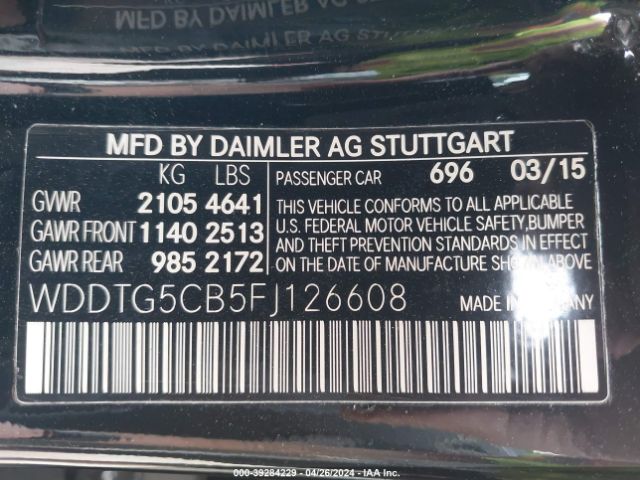 MFD BY DAIMLER AG STUTTGART
KG LBS
GVWR 2105 4641
GAWR FRONT 1140 2513
GAWR REAR 985 2172
PASSENGER CAR 696 03/15
THIS VEHICLE CONFORMS TO ALL APPLICABLE
U.S. FEDERAL MOTOR VEHICLE SAFETY, BUMPER
AND THEFT PREVENTION STANDARDS IN EFFECT
ON THE DATE OF MANUFACTURE SHOWN ABOVE
WDDTG5CB5FJ126608
MADE IN
000-39284229 - 04/26/2024 - IAA Inc.